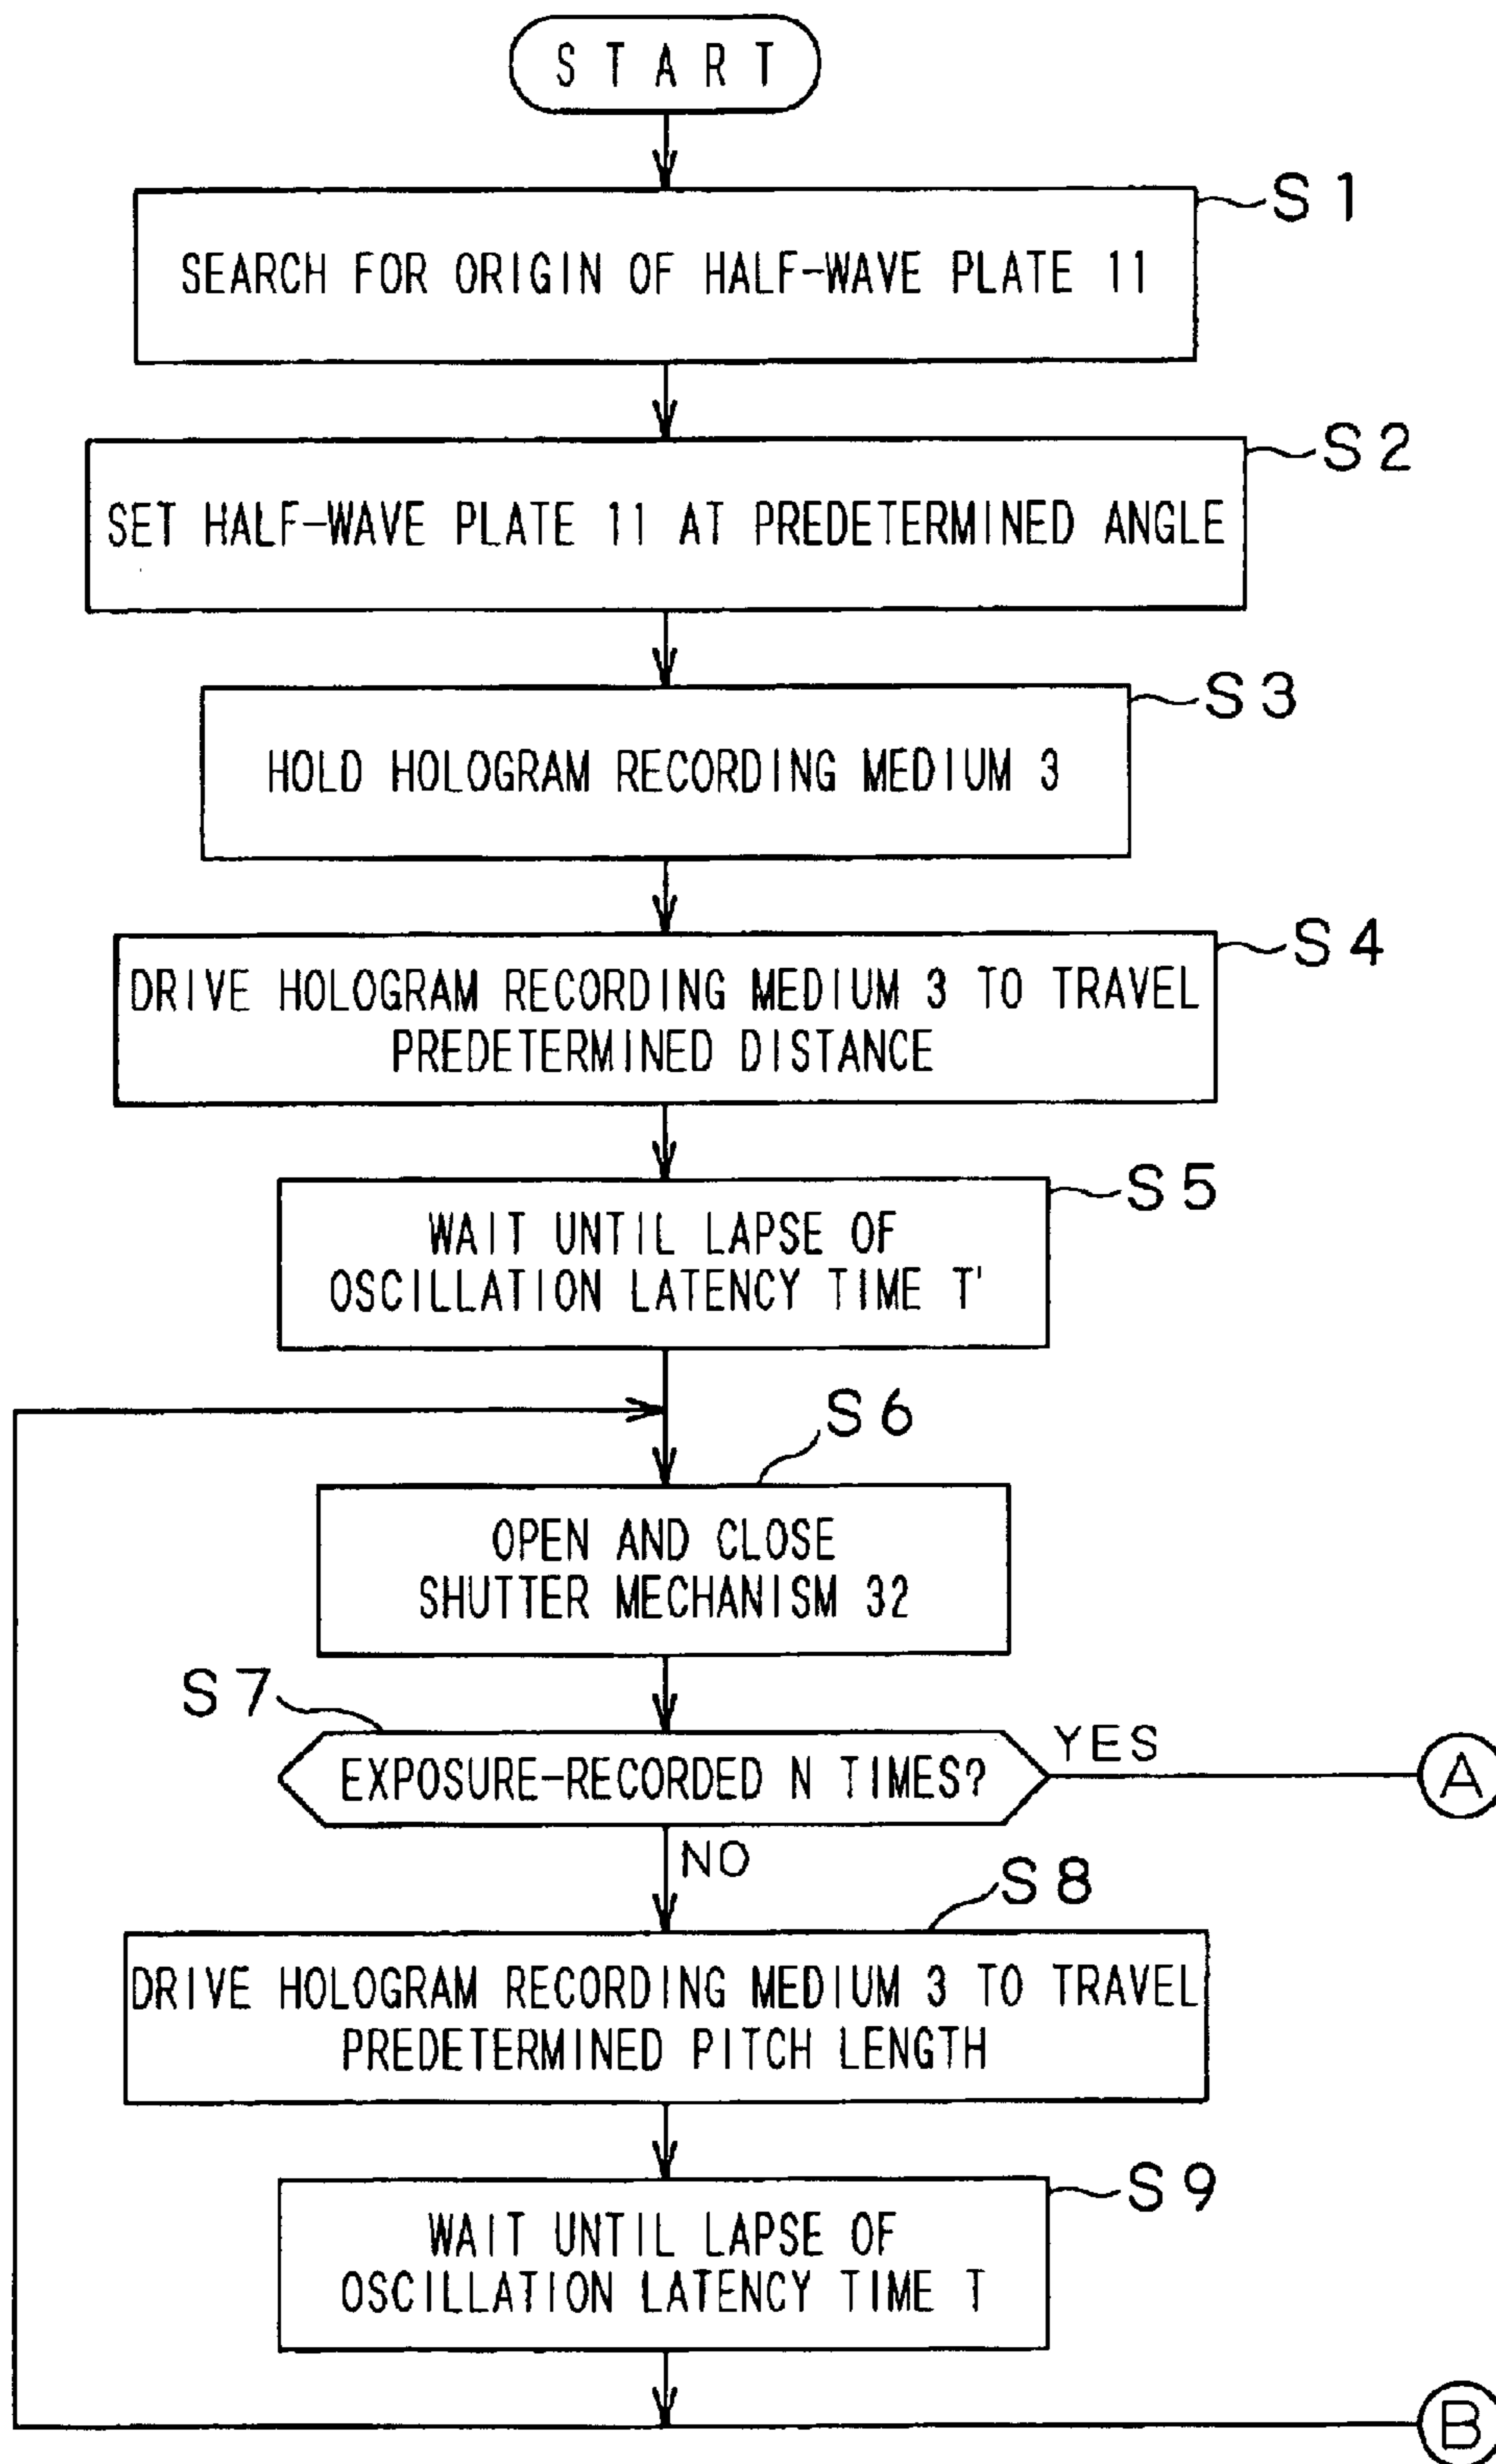 START
S1
SEARCH FOR ORIGIN OF HALF-WAVE PLATE 11
S2
SET HALF-WAVE PLATE 11 AT PREDETERMINED ANGLE
S3
HOLD HOLOGRAM RECORDING MEDIUM 3
S4
DRIVE HOLOGRAM RECORDING MEDIUM 3 TO TRAVEL
PREDETERMINED DISTANCE
S5
WAIT UNTIL LAPSE OF
OSCILLATION LATENCY TIME T'
S6
OPEN AND CLOSE
SHUTTER MECHANISM 32
S7
EXPOSURE-RECORDED N TIMES?
YES
A
NO
S8
DRIVE HOLOGRAM RECORDING MEDIUM 3 TO TRAVEL
PREDETERMINED PITCH LENGTH
S9
WAIT UNTIL LAPSE OF
OSCILLATION LATENCY TIME T
B